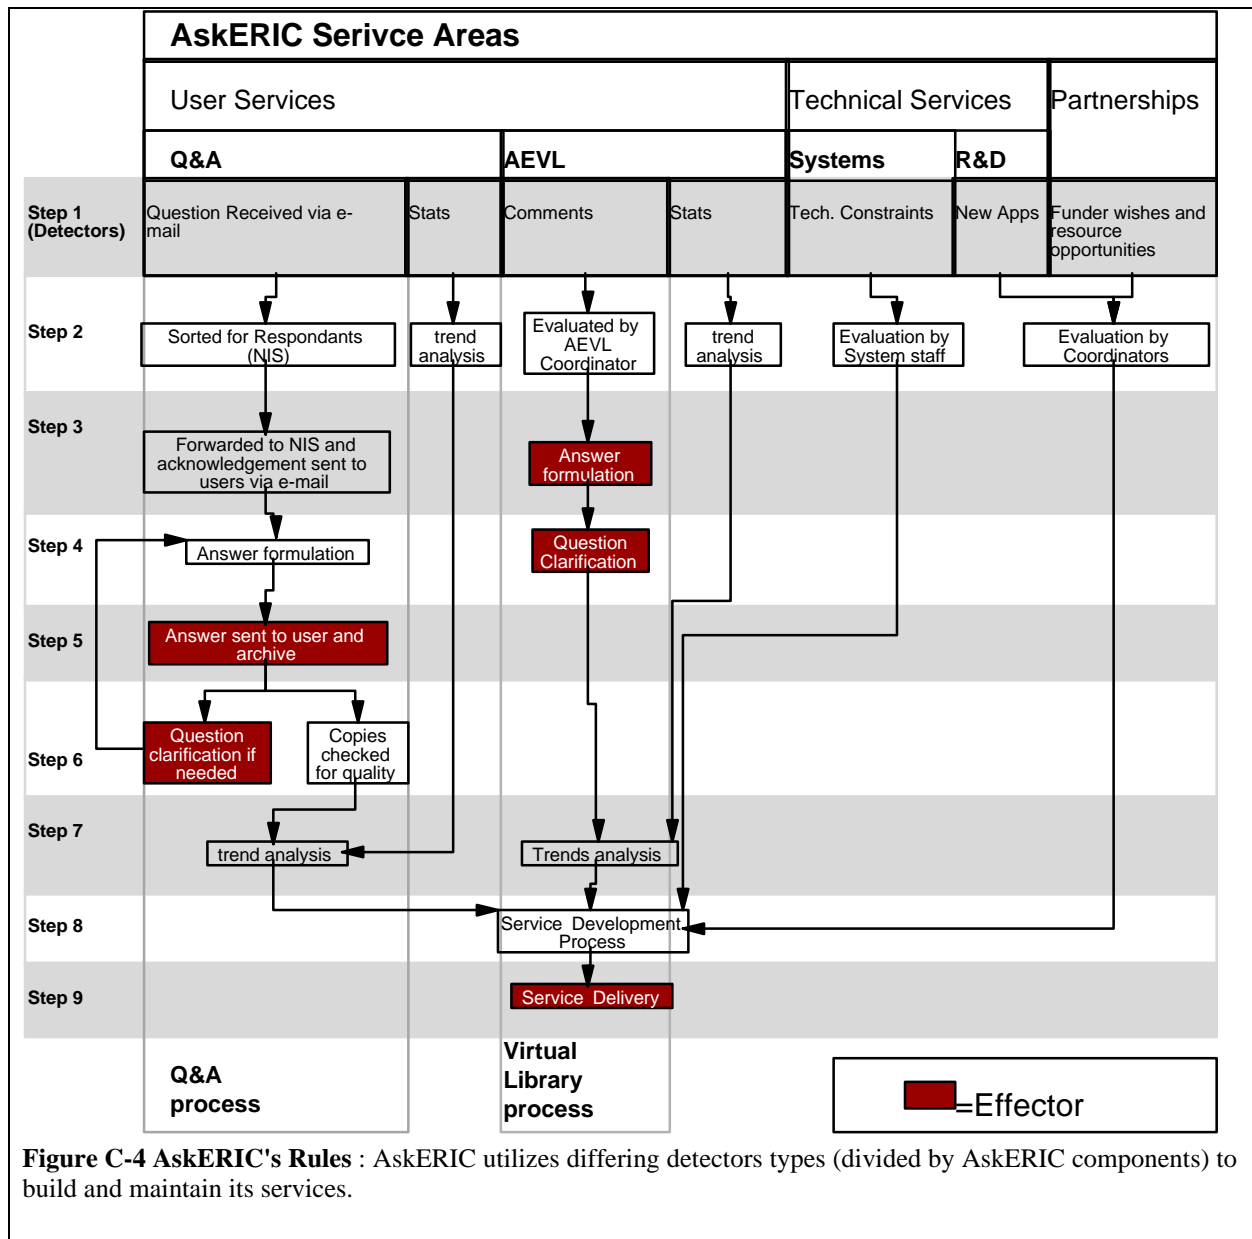 AskERIC Serivce Areas
User Services
Technical Services
Partnerships
Q&A
AEVL
Systems
R&D
Step 1
(Detectors)
Question Received via e-
mail
Stats
Comments
Stats
Tech. Constraints
New Apps
Funder wishes and
resource
opportunities
Step 2
Sorted for Respondants
(NIS)
trend
analysis
Evaluated by
AEVL
Coordinator
trend
analysis
Evaluation by
System staff
Evaluation by
Coordinators
Step 3
Forwarded to NIS and
acknowledgement sent to
users via e-mail
Answer
formulation
Step 4
Answer formulation
Question
Clarification
Step 5
Answer sent to user and
archive
Step 6
Question
clarification if
needed
Copies
checked
for quality
Step 7
trend analysis
Trends analysis
Step 8
Service Development
Process
Step 9
Service Delivery
Q&A
process
Virtual
Library
process
=Effector
Figure C-4 AskERIC's Rules : AskERIC utilizes differing detectors types (divided by AskERIC components) to
build and maintain its services.